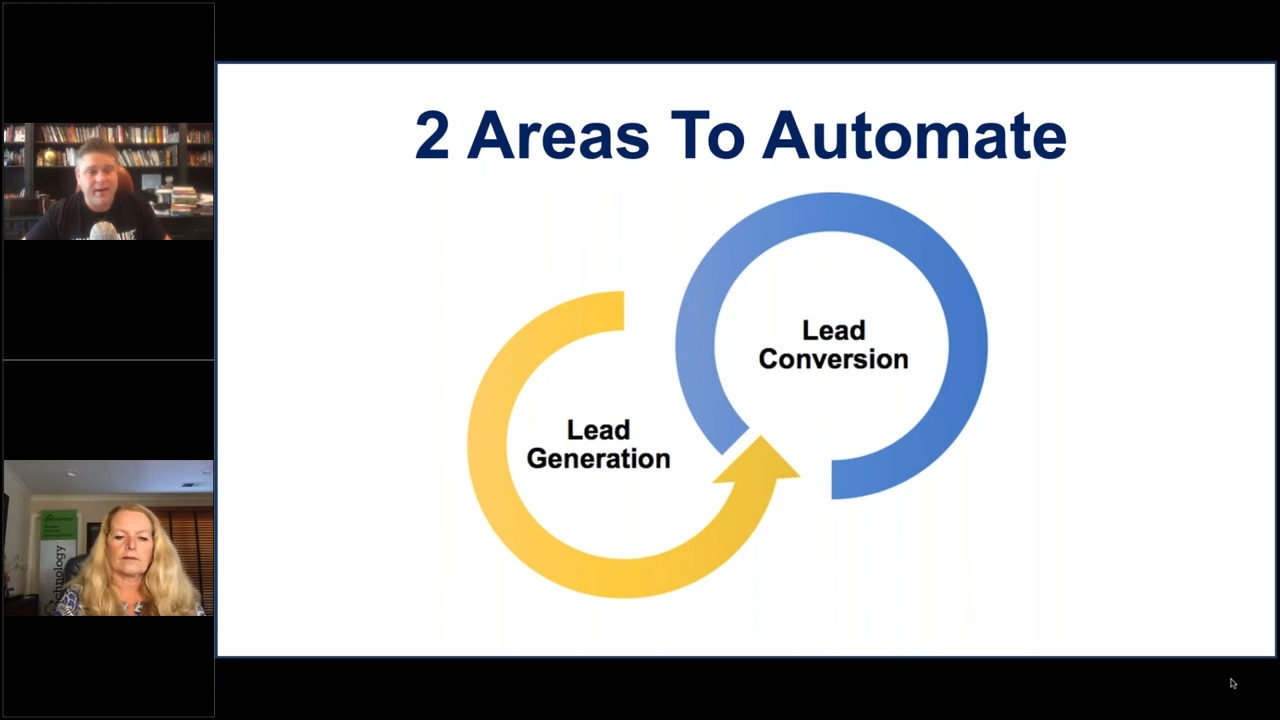 2 Areas To Automate
Lead
Conversion
Lead
Generation